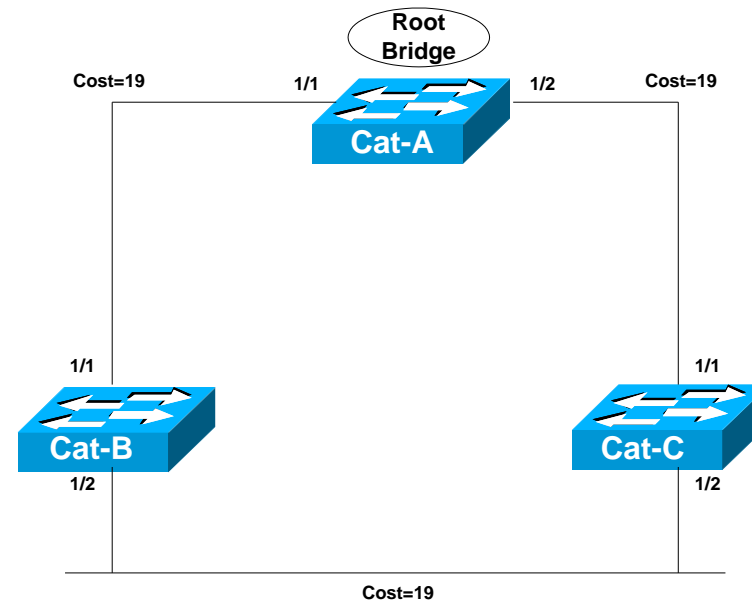 Root
Bridge
Cost=19
1/1
1/2
Cost=19
Cat-A
1/1
1/1
Cat-B
Cat-C
1/2
1/2
Cost=19